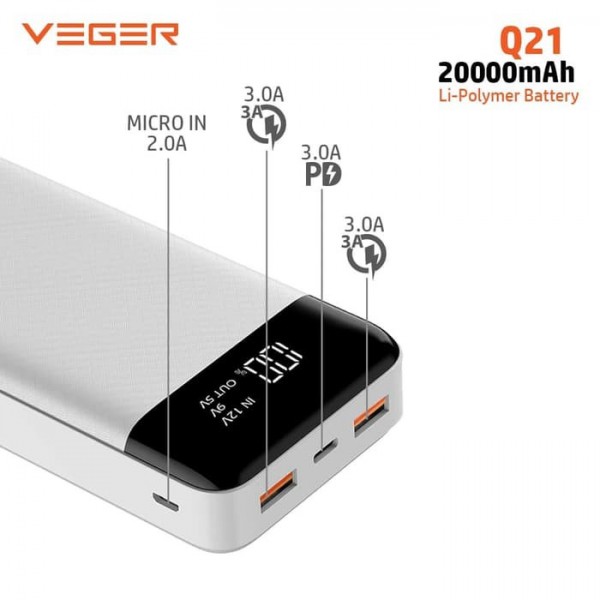 VEGER
Q21
20000mAh
Li-Polymer Battery
MICRO IN
2.0A
3.0A
3A
3.0A
PD
3.0A
3A
100%
OUT 5V
9V
IN 12V